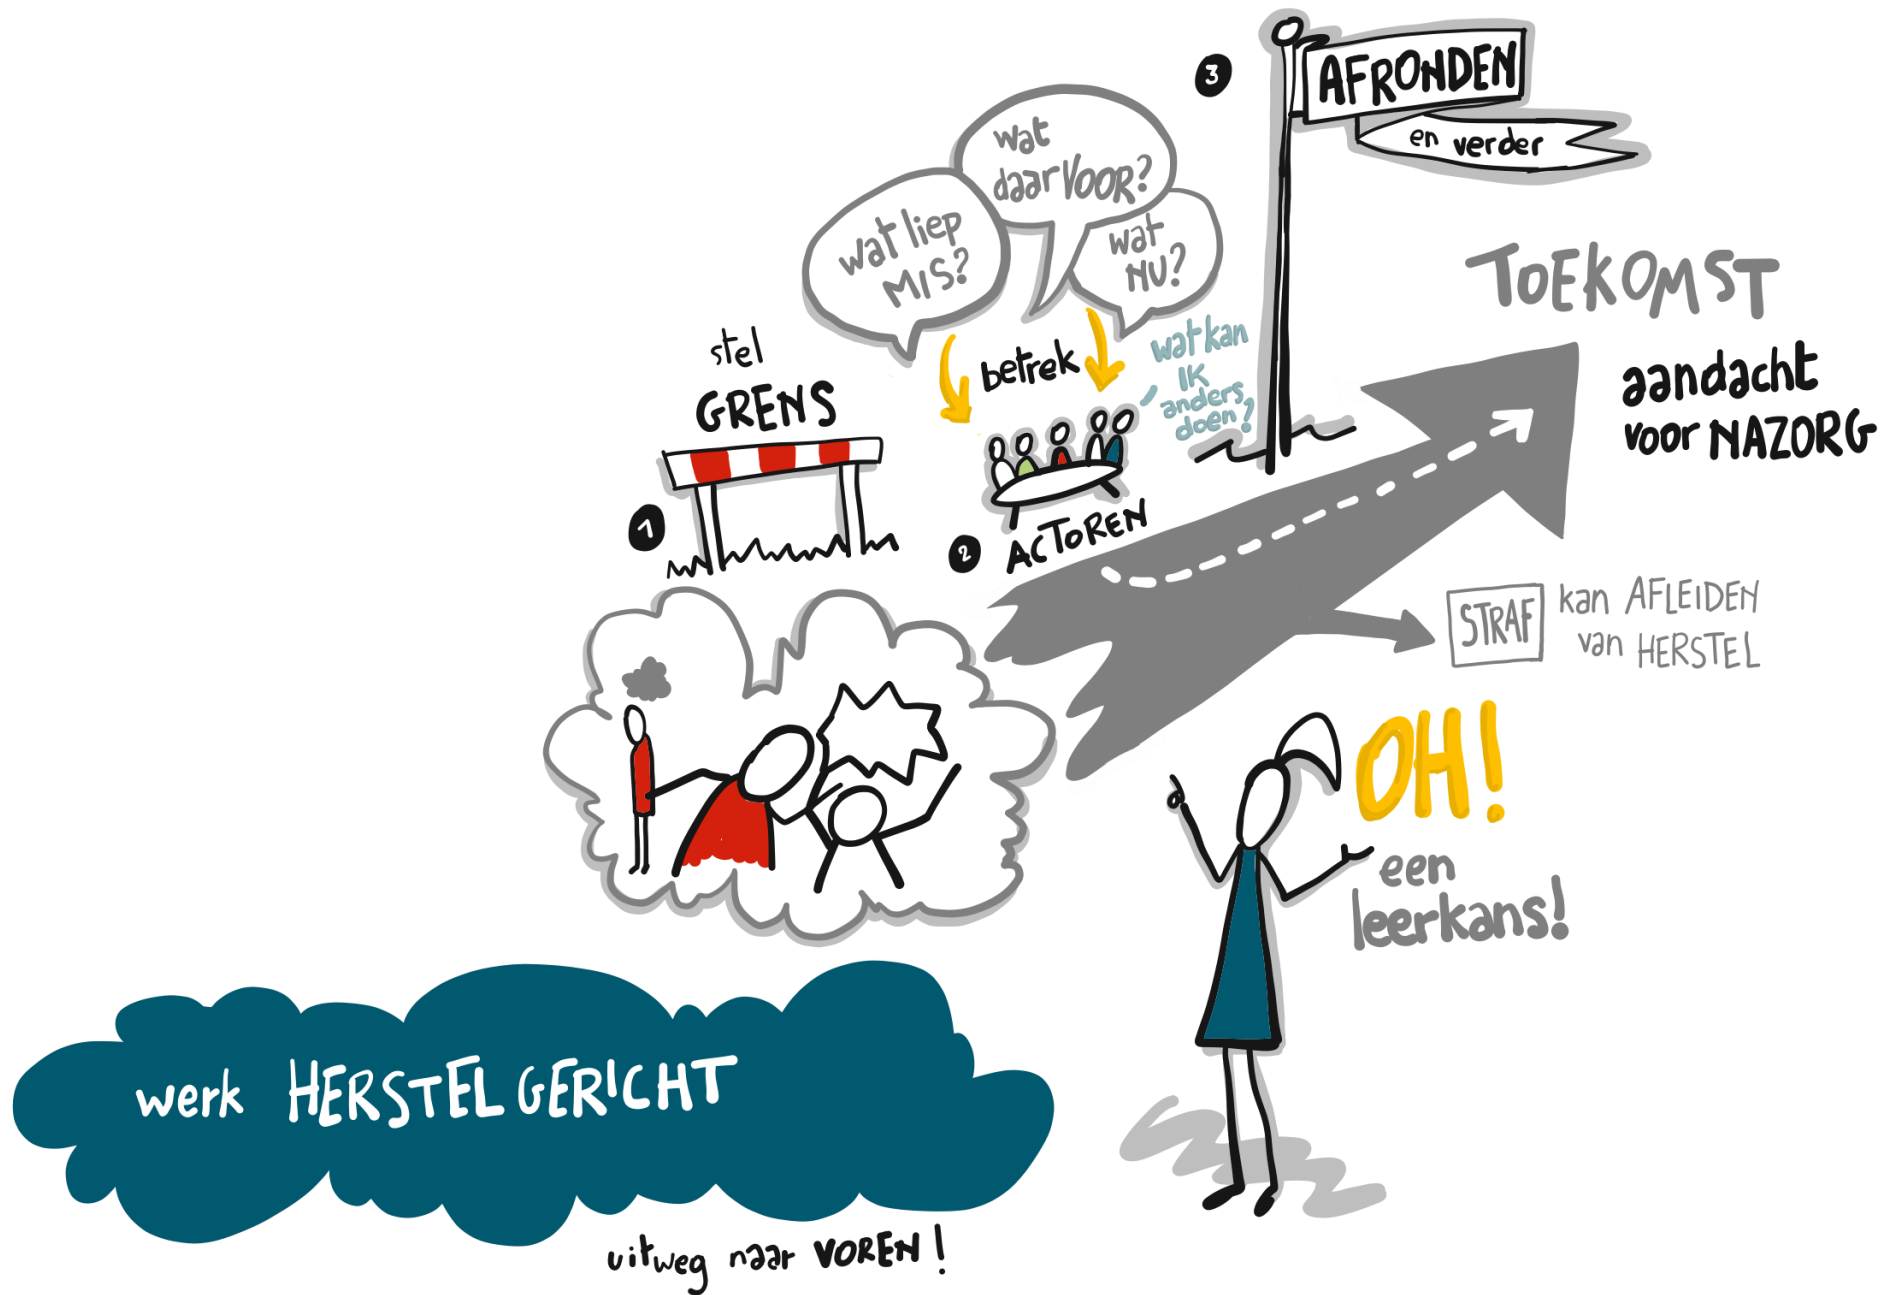 3
AFRONDEN
en verder
wat
daarVOOR?
wat liep
MIS?
wat
NU?
TOEKOMST
aandacht
voor NAZORG
stel
GRENS
1
betrek
wat kan
IK
anders
doen?
2
ACTOREN
STRAF
kan AFLEIDEN
van HERSTEL
OH!
een
leerkans!
werk HERSTELGERICHT
uitweg naar VOREN!